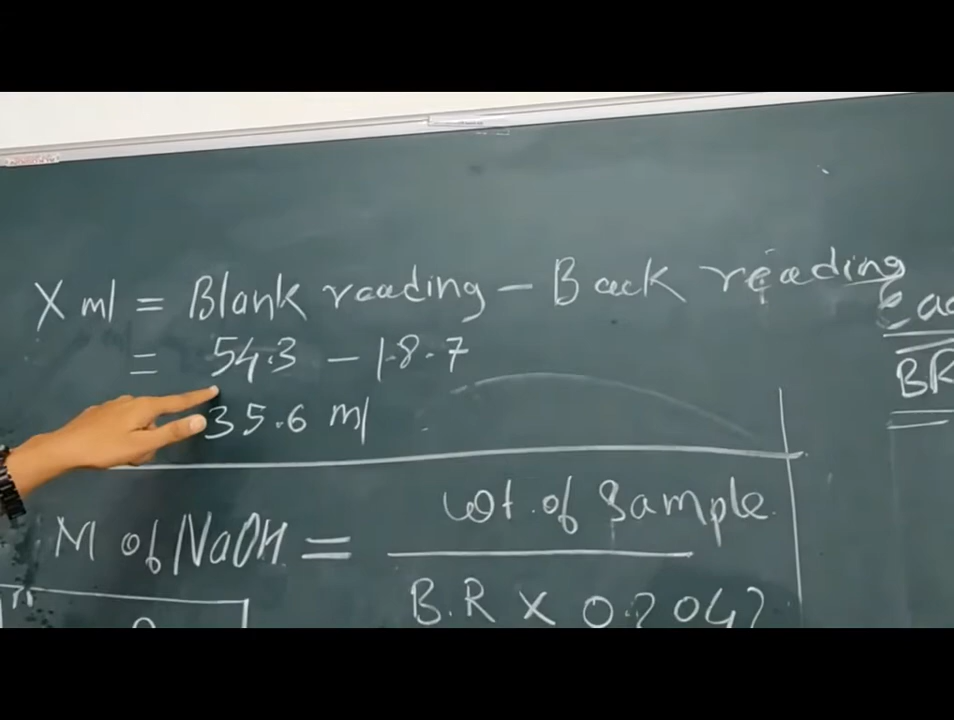 X ml = Blank reading - Back reading
= 54.3 - 18.7
35.6 ml
M of NaOH = wt. of Sample
B.R X 0.2042
BR